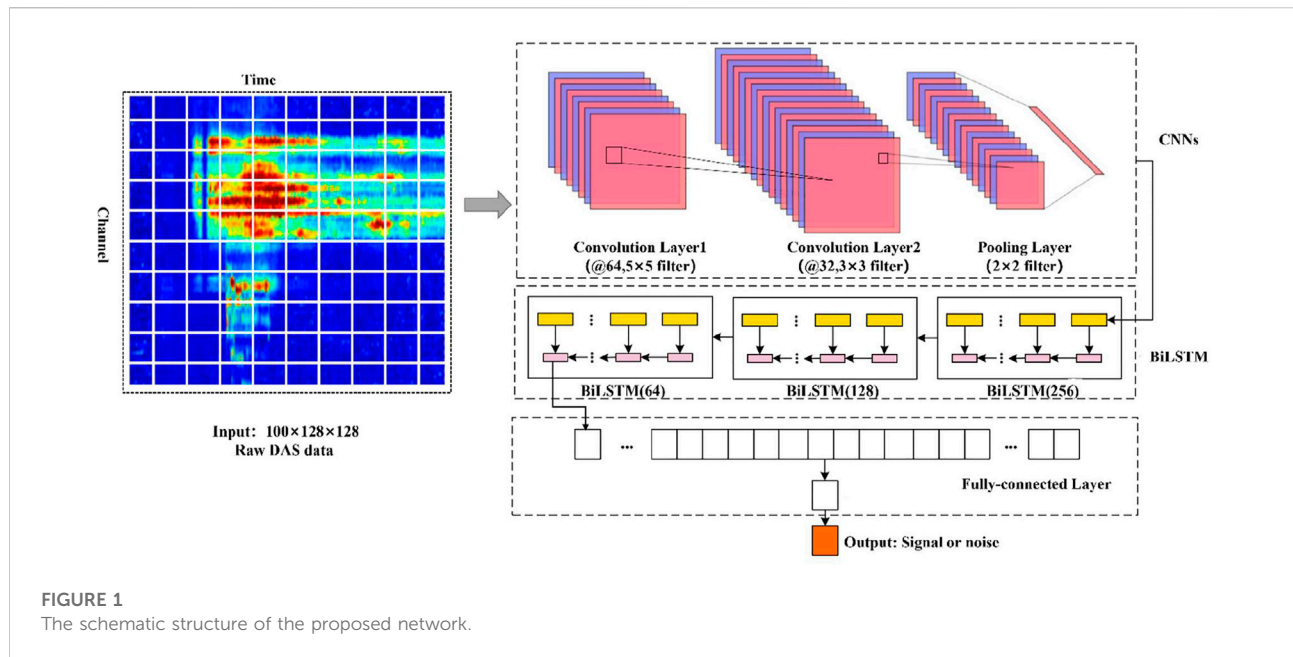 Time
Channel
Input: 100×128×128
Raw DAS data
Convolution Layer1
(@64,5×5 filter)
Convolution Layer2
(@32,3×3 filter)
Pooling Layer
(2×2 filter)
CNNs
BiLSTM(64)
BiLSTM(128)
BiLSTM(256)
BiLSTM
Fully-connected Layer
Output: Signal or noise
FIGURE 1
The schematic structure of the proposed network.